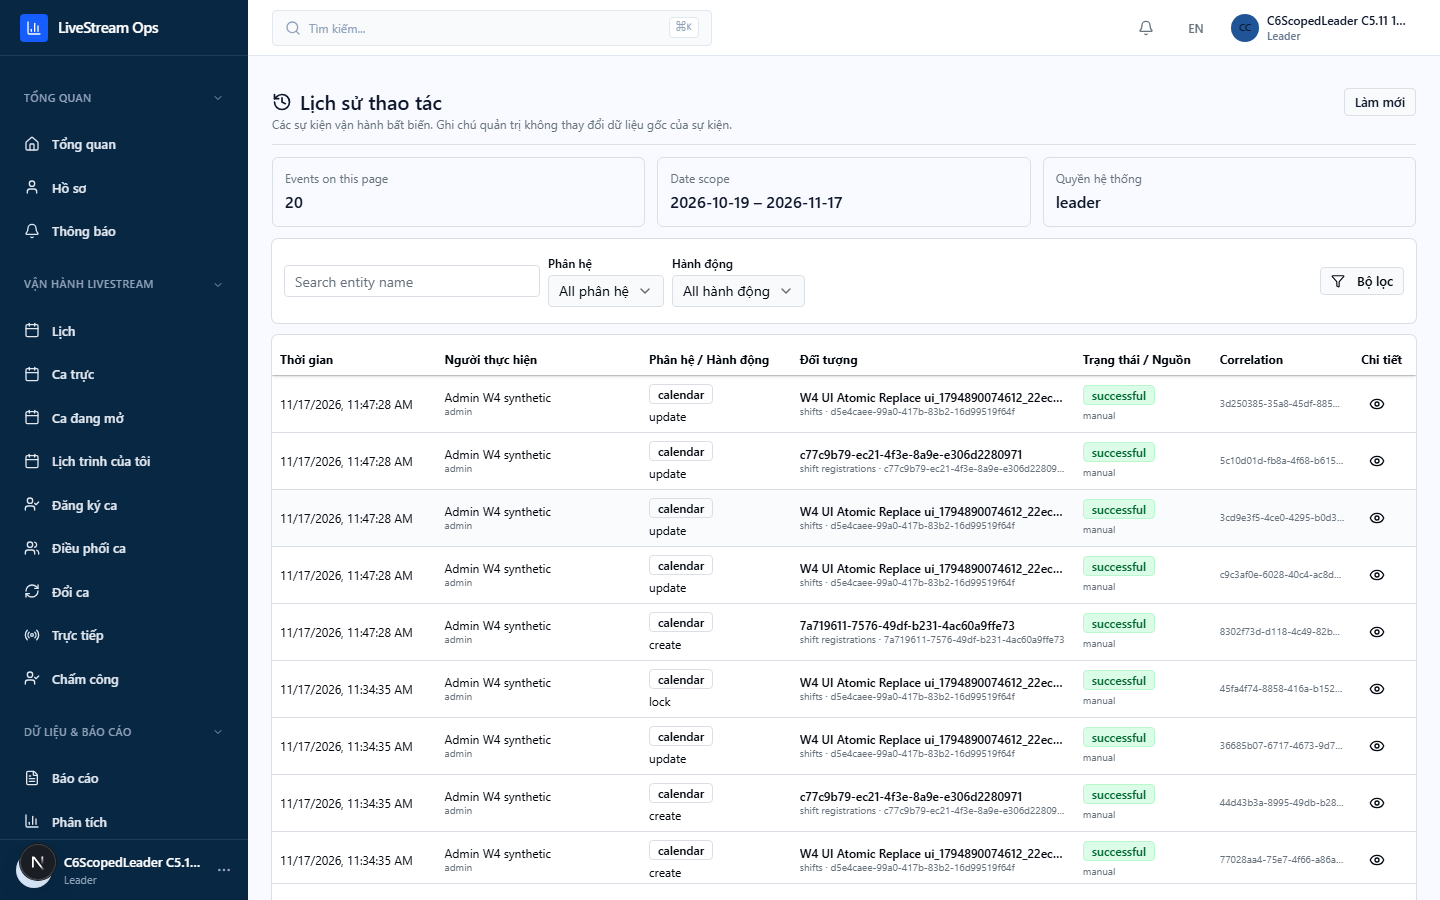 LiveStream Ops
TỔNG QUAN
Tổng quan
Hồ sơ
Thông báo
VẬN HÀNH LIVESTREAM
Lịch
Ca trực
Ca đang mở
Lịch trình của tôi
Đăng ký ca
Điều phối ca
Đổi ca
Trực tiếp
Chấm công
DỮ LIỆU & BÁO CÁO
Báo cáo
Phân tích
N
C6ScopedLeader C5.1...
Leader
Tìm kiếm...
⌘K
EN
CC
C6ScopedLeader C5.11 1...
Leader
Lịch sử thao tác
Các sự kiện vận hành bất biến. Ghi chú quản trị không thay đổi dữ liệu gốc của sự kiện.
Làm mới
Events on this page
20
Date scope
2026-10-19 – 2026-11-17
Quyền hệ thống
leader
Search entity name
Phân hệ
All phân hệ
Hành động
All hành động
Bộ lọc
Thời gian
Người thực hiện
Phân hệ / Hành động
Đối tượng
Trạng thái / Nguồn
Correlation
Chi tiết
11/17/2026, 11:47:28 AM
Admin W4 synthetic
admin
calendar
update
W4 UI Atomic Replace ui_1794890074612_22ec...
shifts · d5e4caee-99a0-417b-83b2-16d99519f64f
successful
manual
3d250385-35a8-45df-885...
11/17/2026, 11:47:28 AM
Admin W4 synthetic
admin
calendar
update
c77c9b79-ec21-4f3e-8a9e-e306d2280971
shift registrations · c77c9b79-ec21-4f3e-8a9e-e306d22809...
successful
manual
5c10d01d-fb8a-4f68-b615...
11/17/2026, 11:47:28 AM
Admin W4 synthetic
admin
calendar
update
W4 UI Atomic Replace ui_1794890074612_22ec...
shifts · d5e4caee-99a0-417b-83b2-16d99519f64f
successful
manual
3cd9e3f5-4ce0-4295-b0d3...
11/17/2026, 11:47:28 AM
Admin W4 synthetic
admin
calendar
update
W4 UI Atomic Replace ui_1794890074612_22ec...
shifts · d5e4caee-99a0-417b-83b2-16d99519f64f
successful
manual
c9c3af0e-6028-40c4-ac8d...
11/17/2026, 11:47:28 AM
Admin W4 synthetic
admin
calendar
create
7a719611-7576-49df-b231-4ac60a9ffe73
shift registrations · 7a719611-7576-49df-b231-4ac60a9ffe73
successful
manual
8302f73d-d118-4c49-82b...
11/17/2026, 11:34:35 AM
Admin W4 synthetic
admin
calendar
lock
W4 UI Atomic Replace ui_1794890074612_22ec...
shifts · d5e4caee-99a0-417b-83b2-16d99519f64f
successful
manual
45fa4f74-8858-416a-b152...
11/17/2026, 11:34:35 AM
Admin W4 synthetic
admin
calendar
update
W4 UI Atomic Replace ui_1794890074612_22ec...
shifts · d5e4caee-99a0-417b-83b2-16d99519f64f
successful
manual
36685b07-6717-4673-9d7...
11/17/2026, 11:34:35 AM
Admin W4 synthetic
admin
calendar
create
c77c9b79-ec21-4f3e-8a9e-e306d2280971
shift registrations · c77c9b79-ec21-4f3e-8a9e-e306d22809...
successful
manual
44d43b3a-8995-49db-b28...
11/17/2026, 11:34:35 AM
Admin W4 synthetic
admin
calendar
create
W4 UI Atomic Replace ui_1794890074612_22ec...
shifts · d5e4caee-99a0-417b-83b2-16d99519f64f
successful
manual
77028aa4-75e7-4f66-a86a...